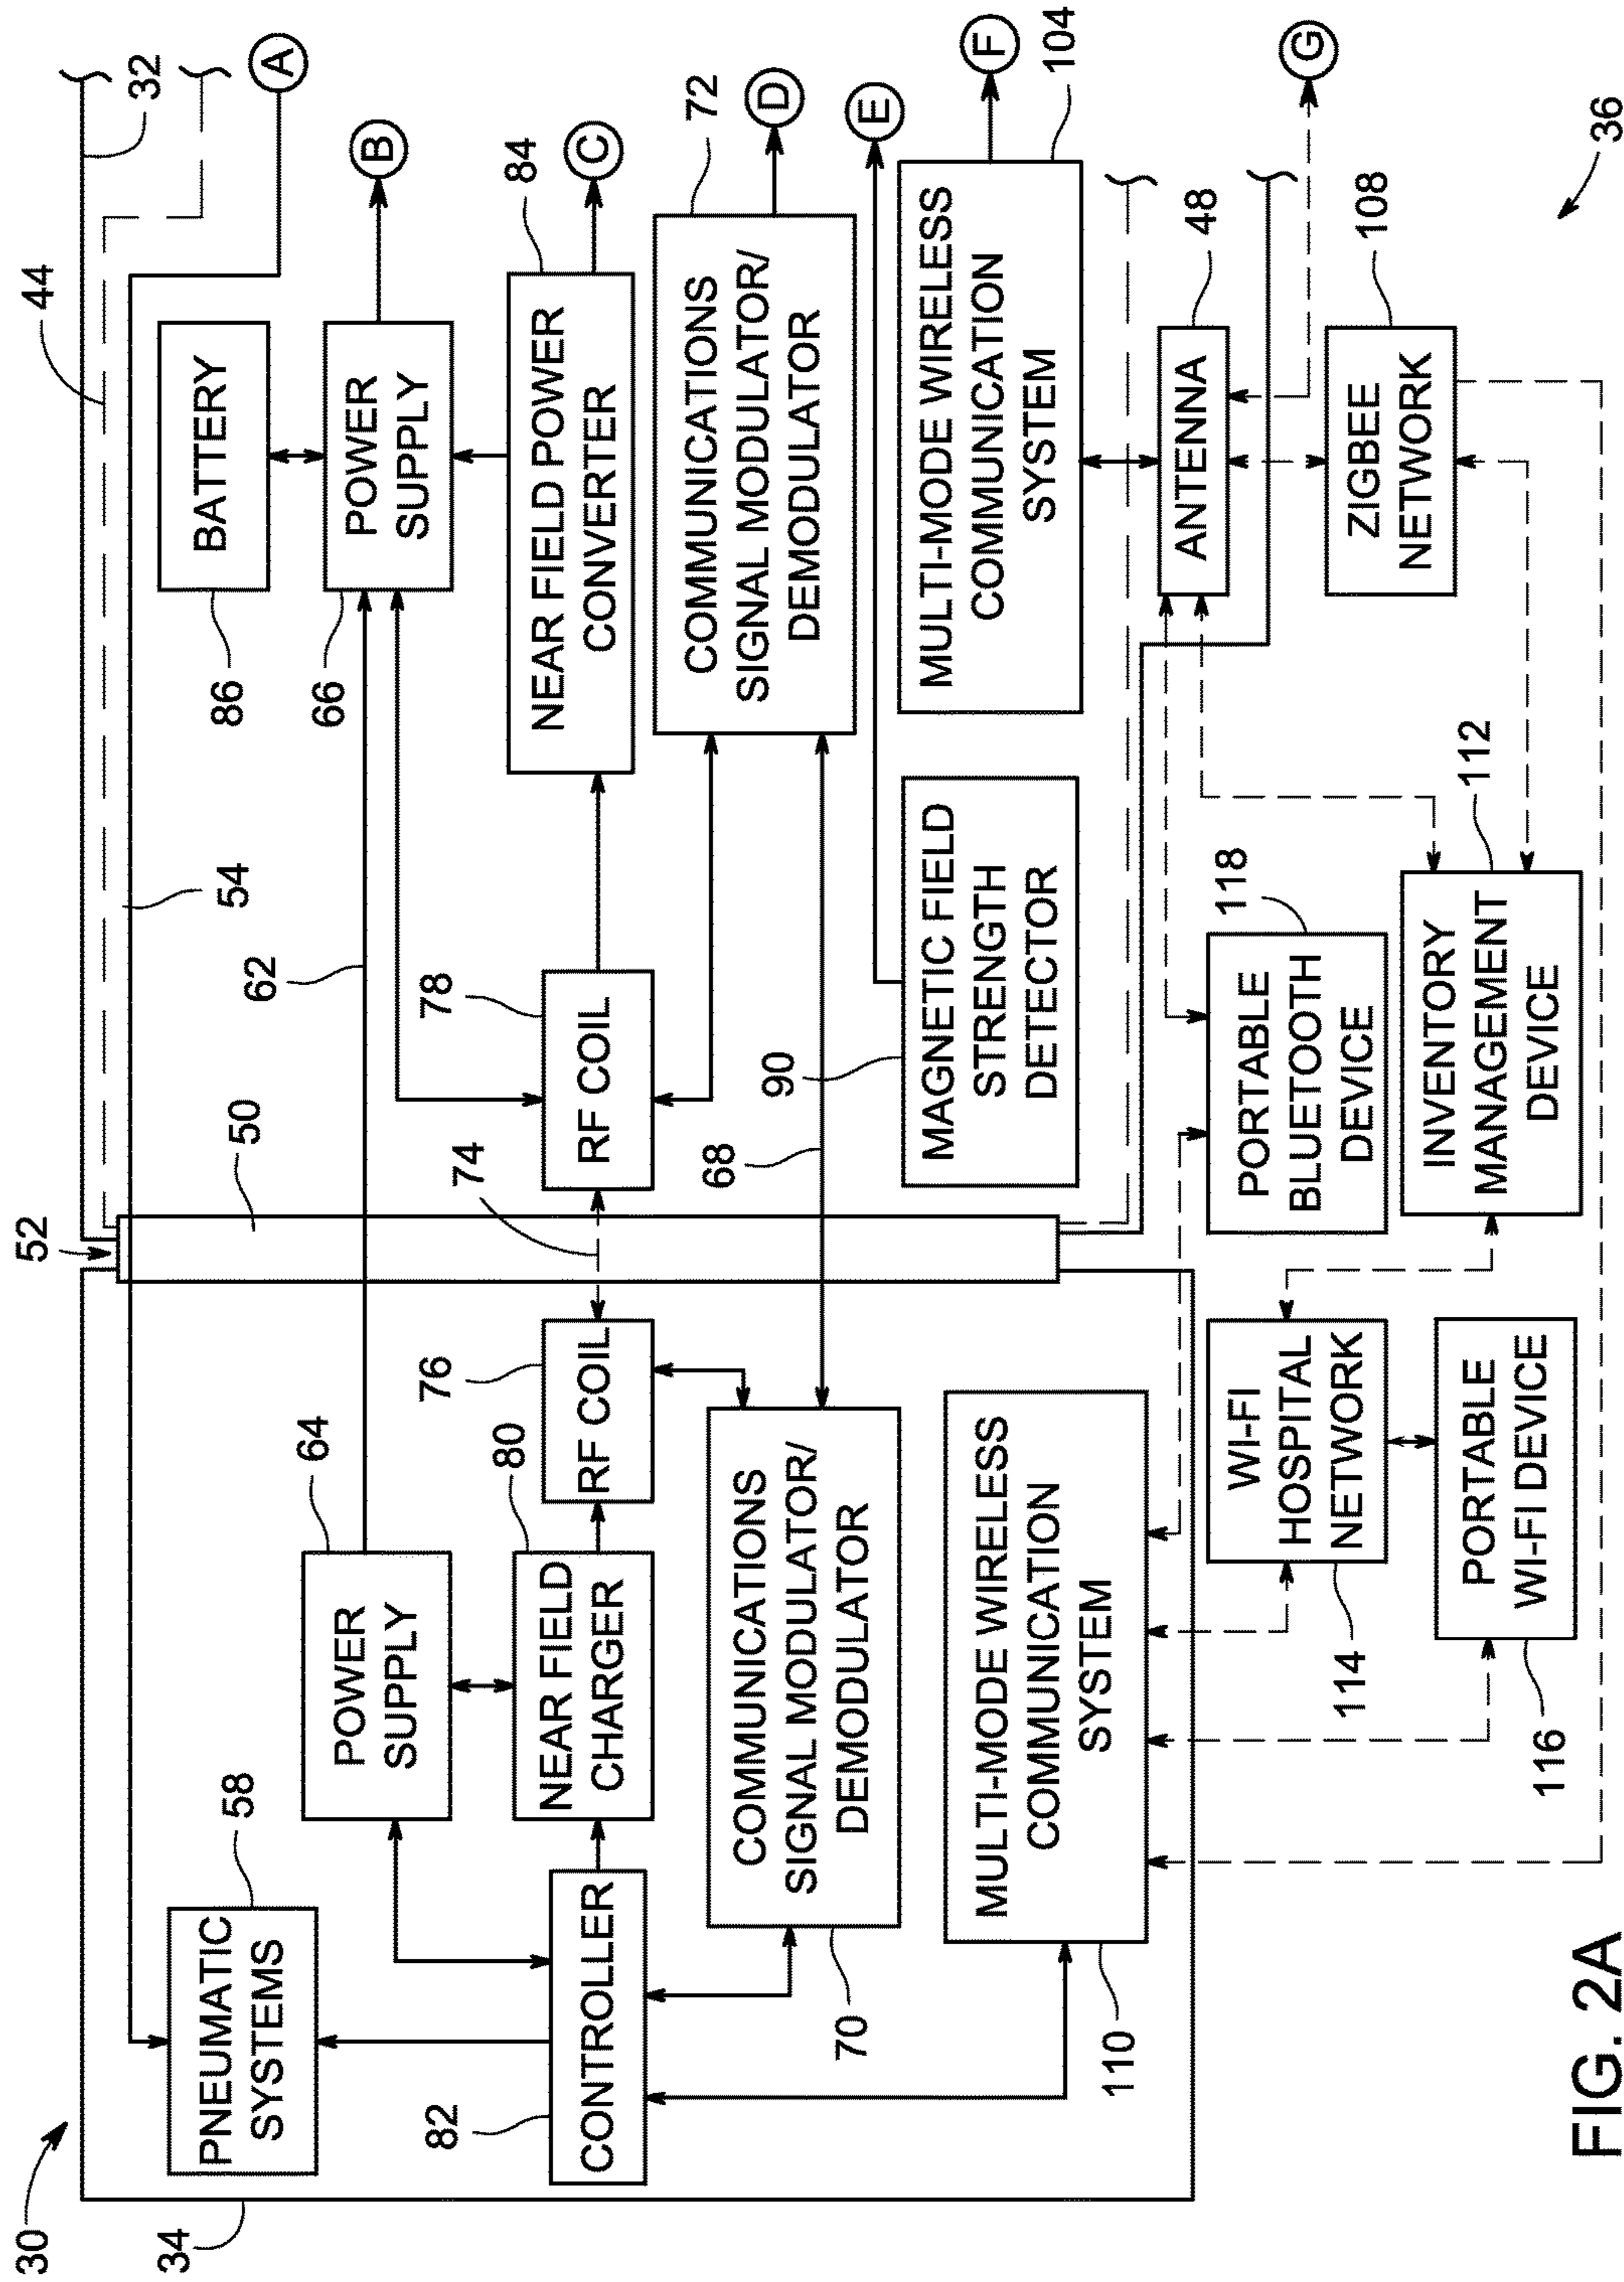 30
34
52
44
32
PNEUMATIC
SYSTEMS
58
54
50
BATTERY
86
A
POWER
SUPPLY
64
62
POWER
SUPPLY
66
B
CONTROLLER
82
NEAR FIELD
CHARGER
80
RF COIL
76
74
RF COIL
78
NEAR FIELD POWER
CONVERTER
84
C
COMMUNICATIONS
SIGNAL MODULATOR/
DEMODULATOR
70
68
COMMUNICATIONS
SIGNAL MODULATOR/
DEMODULATOR
72
D
MULTI-MODE WIRELESS
COMMUNICATION
SYSTEM
110
MAGNETIC FIELD
STRENGTH
DETECTOR
90
E
MULTI-MODE WIRELESS
COMMUNICATION
SYSTEM
104
F
ANTENNA
48
G
WI-FI
HOSPITAL
NETWORK
114
PORTABLE
BLUETOOTH
DEVICE
118
ZIGBEE
NETWORK
108
PORTABLE
WI-FI DEVICE
116
INVENTORY
MANAGEMENT
DEVICE
112
36
FIG. 2A